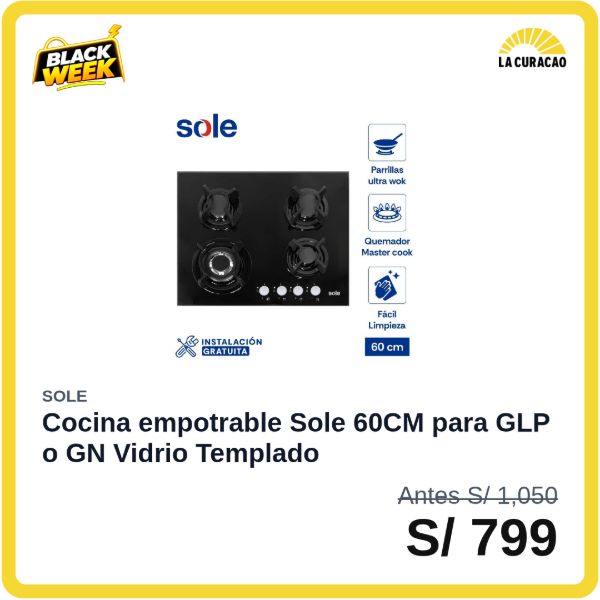 BLACK
WEEK
LA CURACAO
sole
Parrillas
ultra wok
Quemador
Master cook
Fácil
Limpieza
60 cm
sole
INSTALACIÓN
GRATUITA
SOLE
Cocina empotrable Sole 60CM para GLP
o GN Vidrio Templado
Antes S/ 1,050
S/ 799